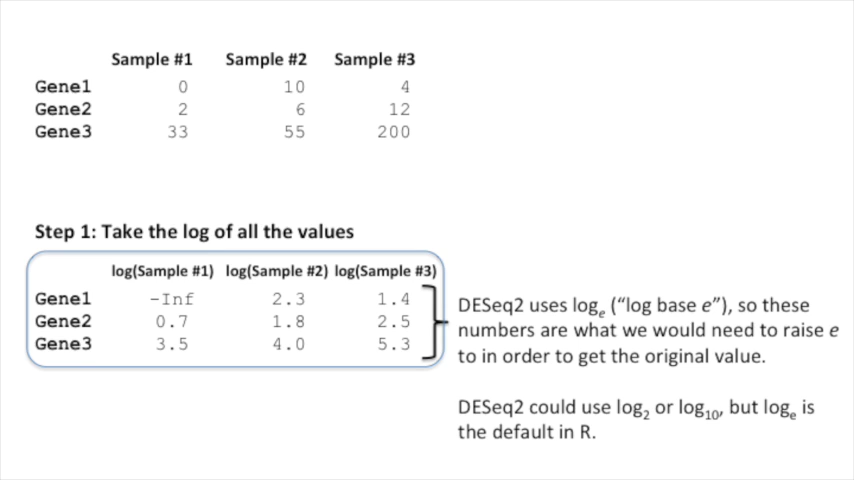 Sample #1 Sample #2 Sample #3
Gene1 0 10 4
Gene2 2 6 12
Gene3 33 55 200
Step 1: Take the log of all the values
log(Sample #1) log(Sample #2) log(Sample #3)
Gene1 -Inf 2.3 1.4
Gene2 0.7 1.8 2.5
Gene3 3.5 4.0 5.3
DESeq2 uses logₑ (“log base e”), so these
numbers are what we would need to raise e
to in order to get the original value.
DESeq2 could use log₂ or log₁₀, but logₑ is
the default in R.